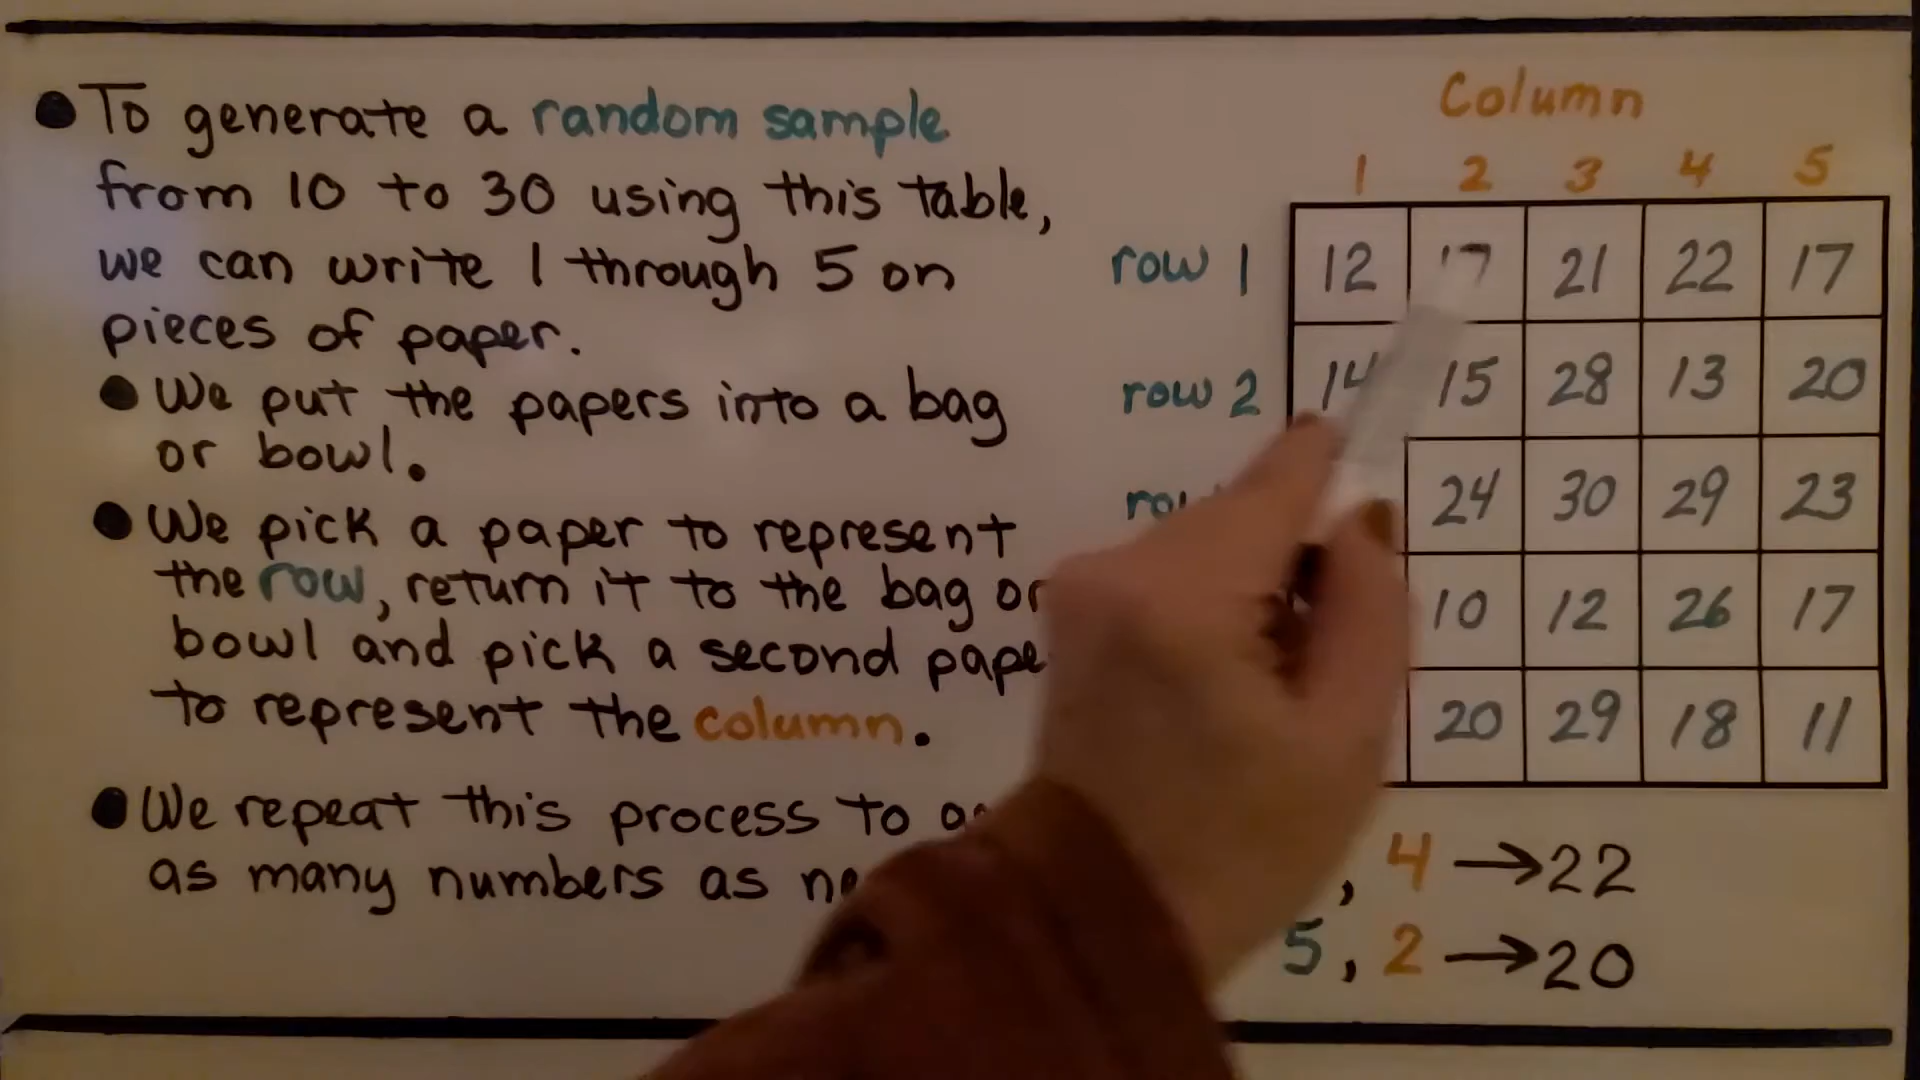 To generate a random sample
from 10 to 30 using this table,
we can write 1 through 5 on
pieces of paper.
We put the papers into a bag
or bowl.
We pick a paper to represent
the row, return it to the bag or
bowl and pick a second
to represent the column.
We repeat this process to
as many numbers as
Column
1 2 3 4 5
row 1 12 17 21 22 17
row 2 14 15 28 13 20
24 30 29 23
10 12 26 17
20 29 18 11
, 4 → 22
5, 2 → 20